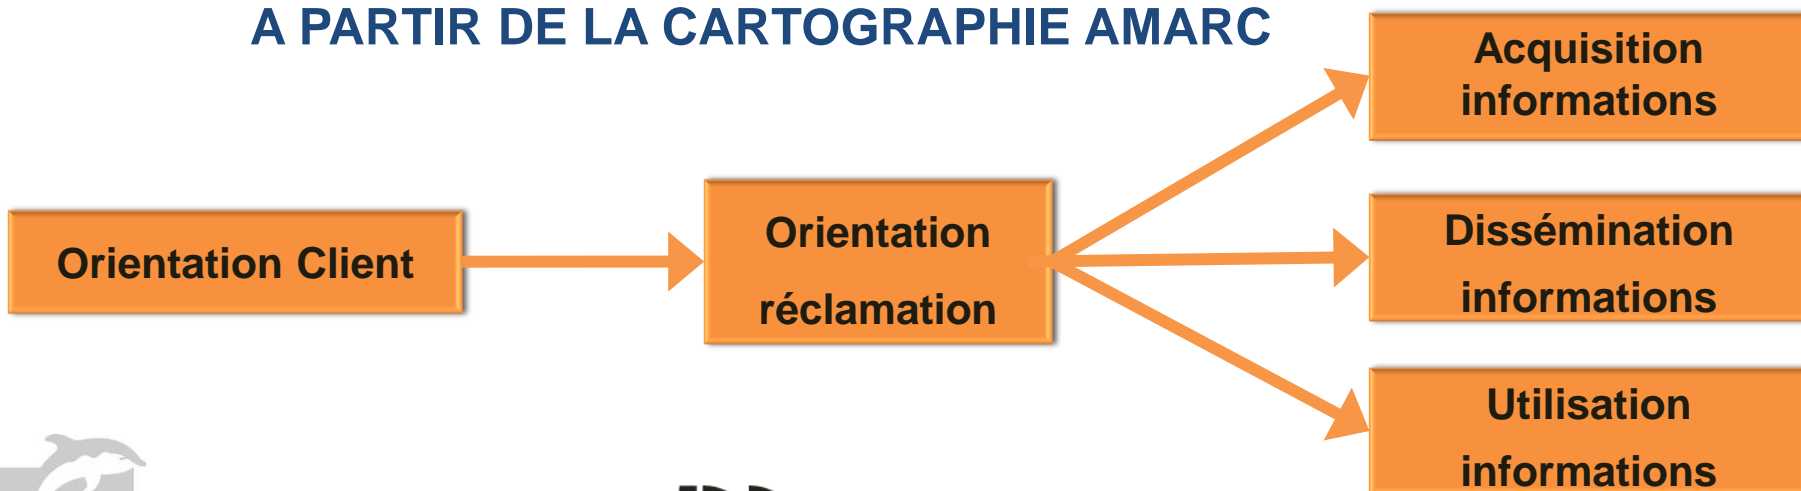 A PARTIR DE LA CARTOGRAPHIE AMARC
Acquisition
informations
Orientation Client
Orientation
réclamation
Dissémination
informations
Utilisation
informations